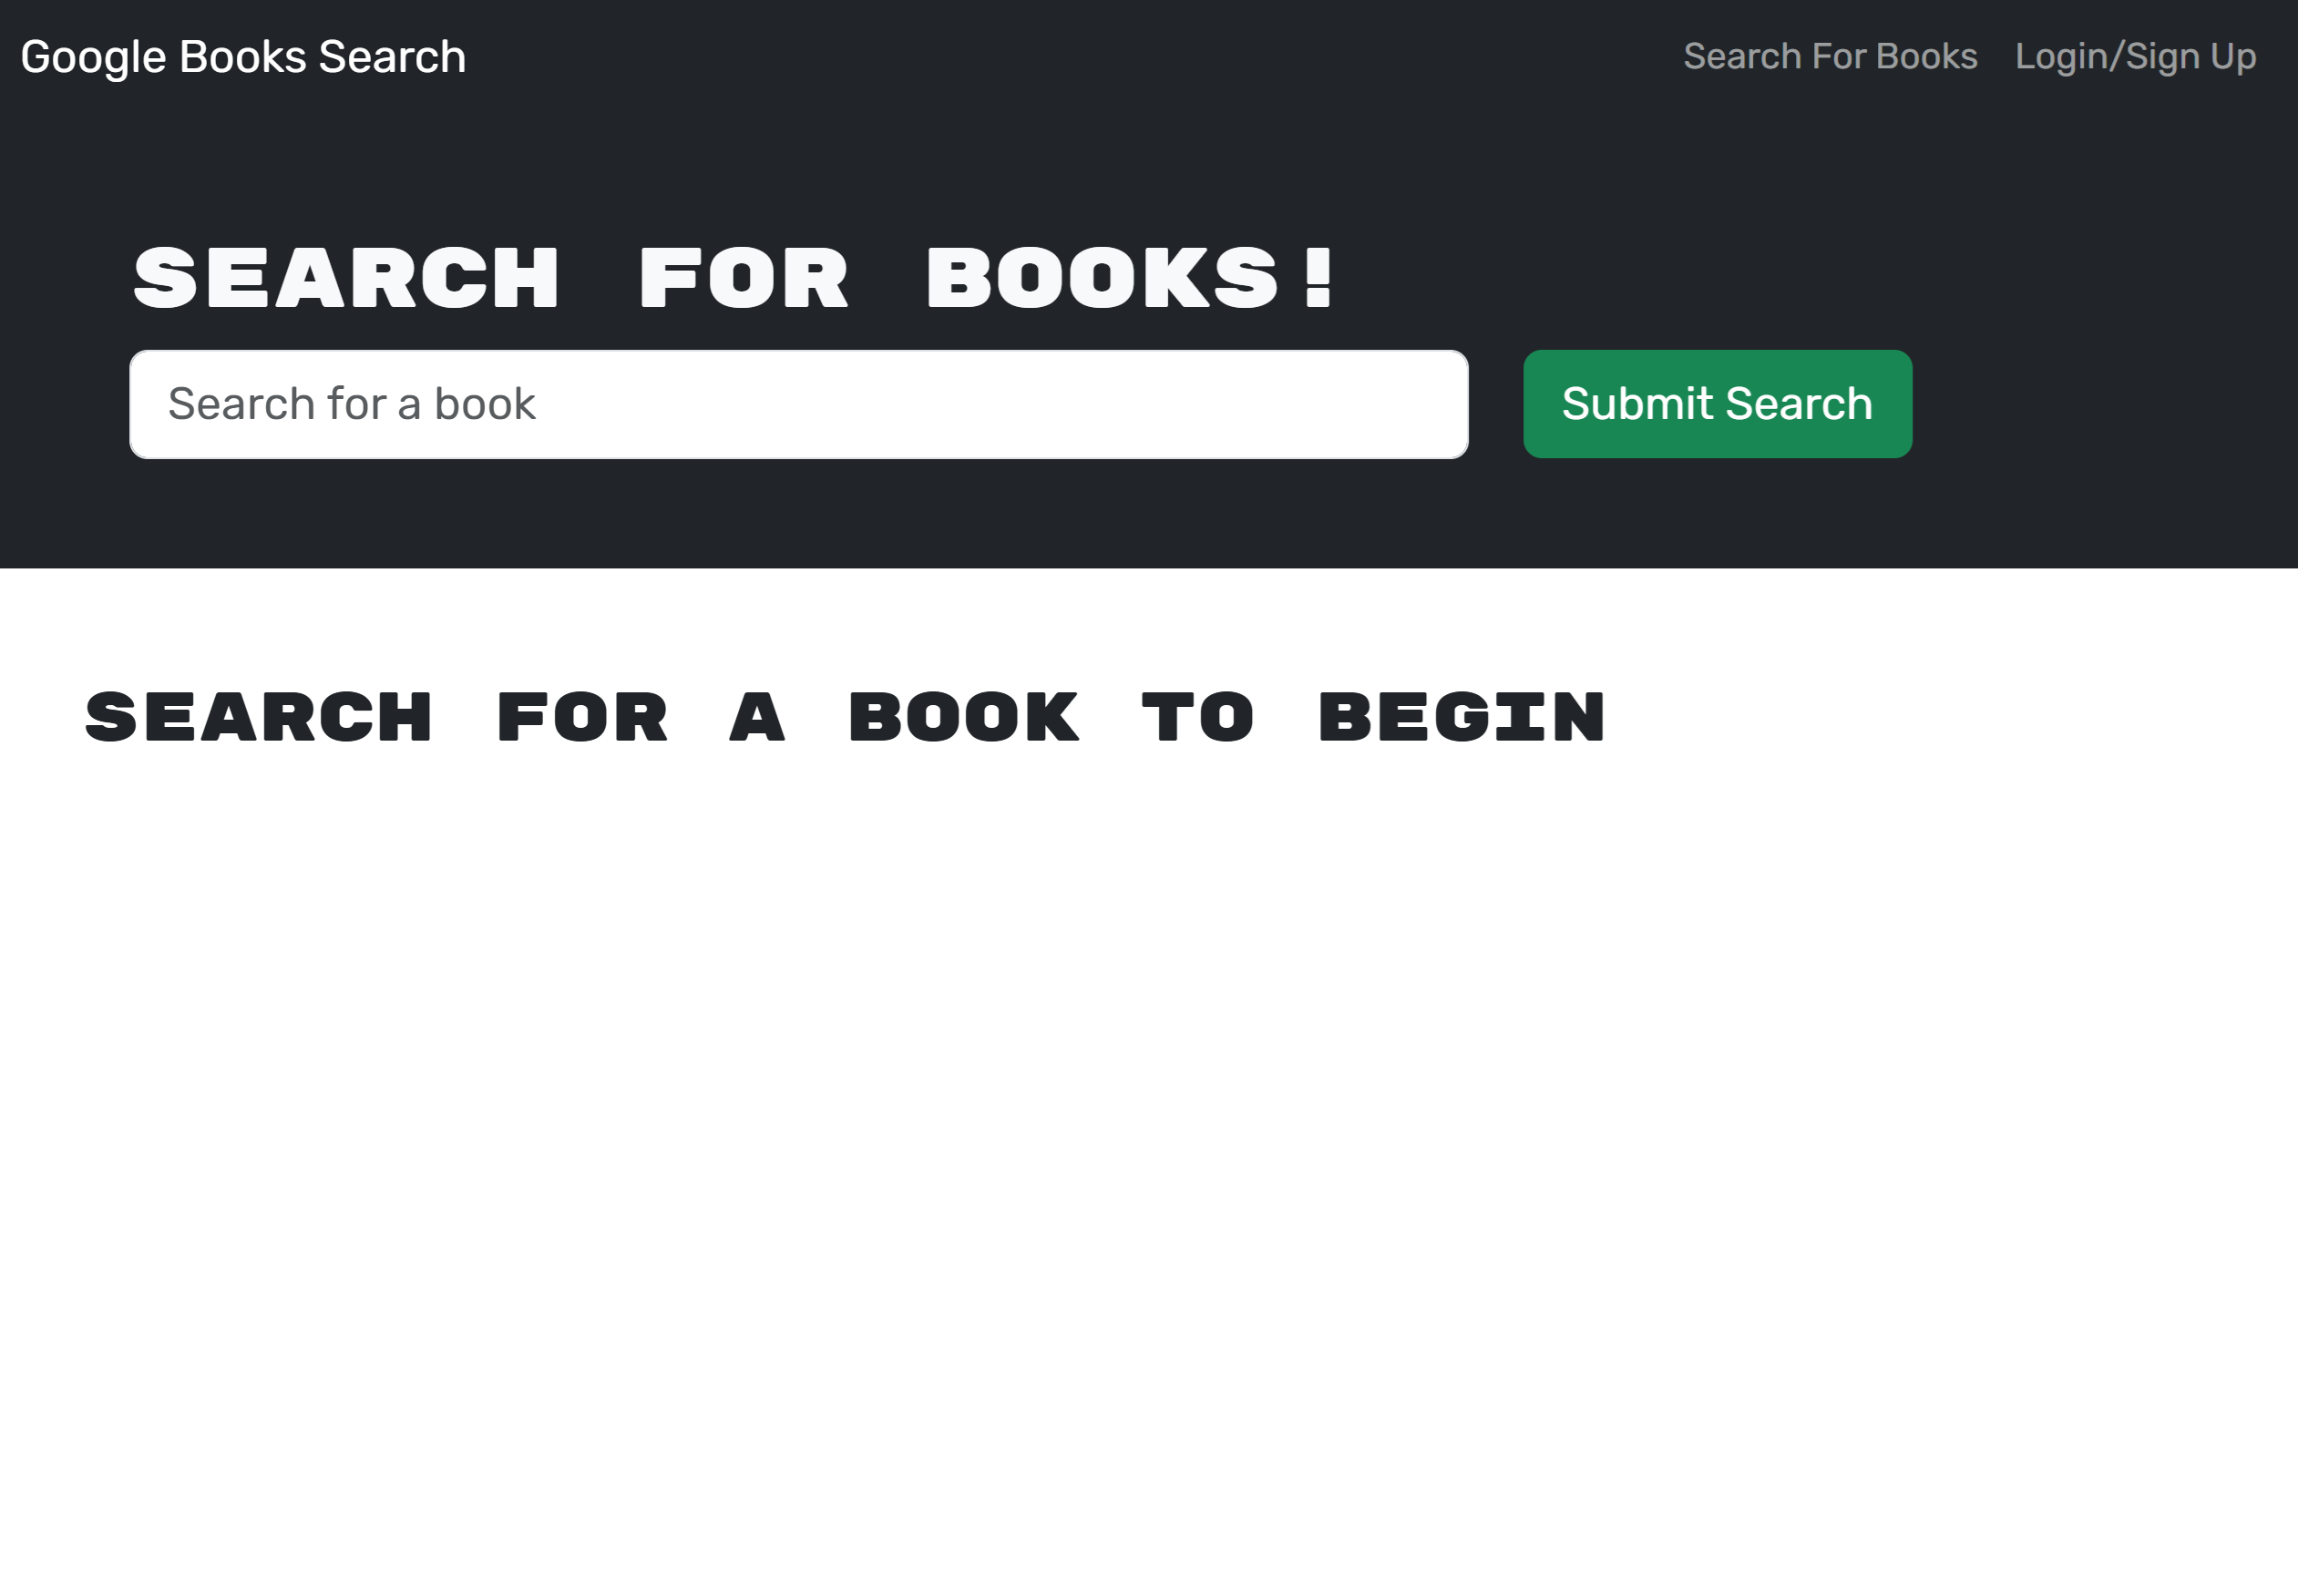 Google Books Search
Search For Books
Login/Sign Up
SEARCH FOR BOOKS!
Search for a book
Submit Search
SEARCH FOR A BOOK TO BEGIN